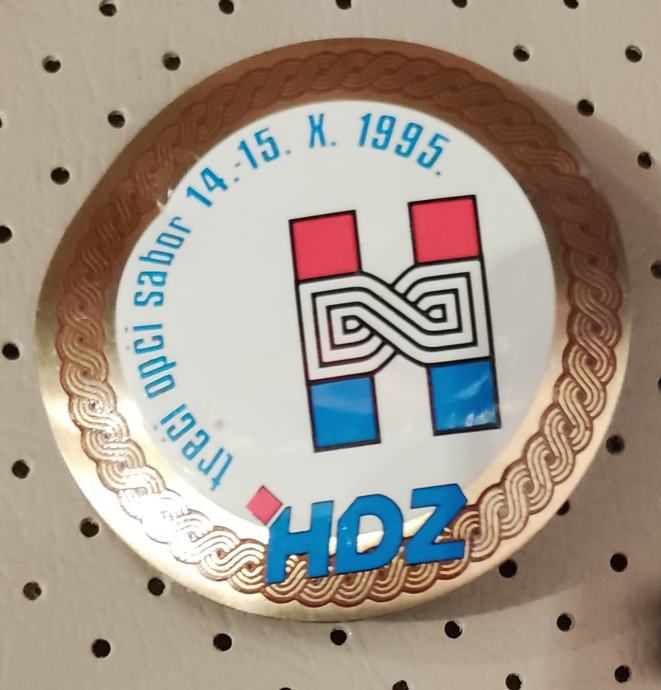 treći opći sabor 14.-15. X. 1995.
HDZ